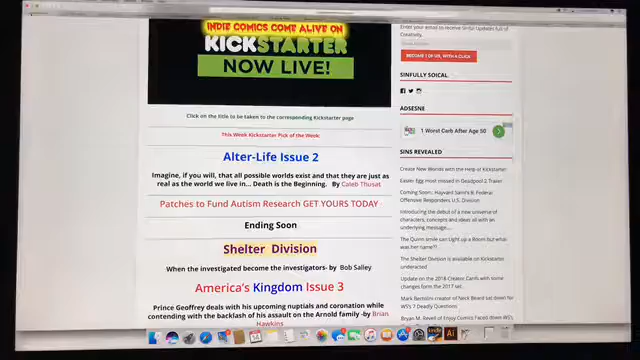 INDIE COMICS COME ALIVE ON
KICKSTARTER
NOW LIVE!
Click on the title to be taken to the corresponding Kickstarter page
This Week Kickstarter Pick of the Week:
Alter-Life Issue 2
Imagine, if you will, that all possible worlds exist and that they are just as
real as the world we live in... Death is the Beginning. By Caleb Thusat
Patches to Fund Autism Research GET YOURS TODAY
Ending Soon
Shelter Division
When the investigated become the investigators- by Bob Salley
America's Kingdom Issue 3
Prince Geoffrey deals with his upcoming nuptials and coronation while
contending with the backlash of his assault on the Arnold family -by Brian
Hawkins
Enter your email to receive Sinful Updates full of
Creativity.
BECOME 1 OF US, WITH A CLICK
SINFULLY SOICAL
ADSESNE
1 Worst Carb After Age 50
SINS REVEALED
Create New Worlds with the Help of Kickstarter
Easier Egg most missed in Deadpool 2 Trailer
Coming Soon: Hayvant Saint's B. Federal
Offensive Responders U.S. Division
Introducing the debut of a new universe of
characters, concepts and ideas all with an
underlying message...
The Quinn smile can Light up a Room but what
was her name??
The Shelter Division is available on Kickstarter
underacted
Update on the 2018 Creator Cards with some
changes form the 2017 set.
Mark Bertolini creator of Neck Beard sat down for
WS's 7 Deadly Questions
Bryan M. Revell of Enjoy Comics Faced down WS's